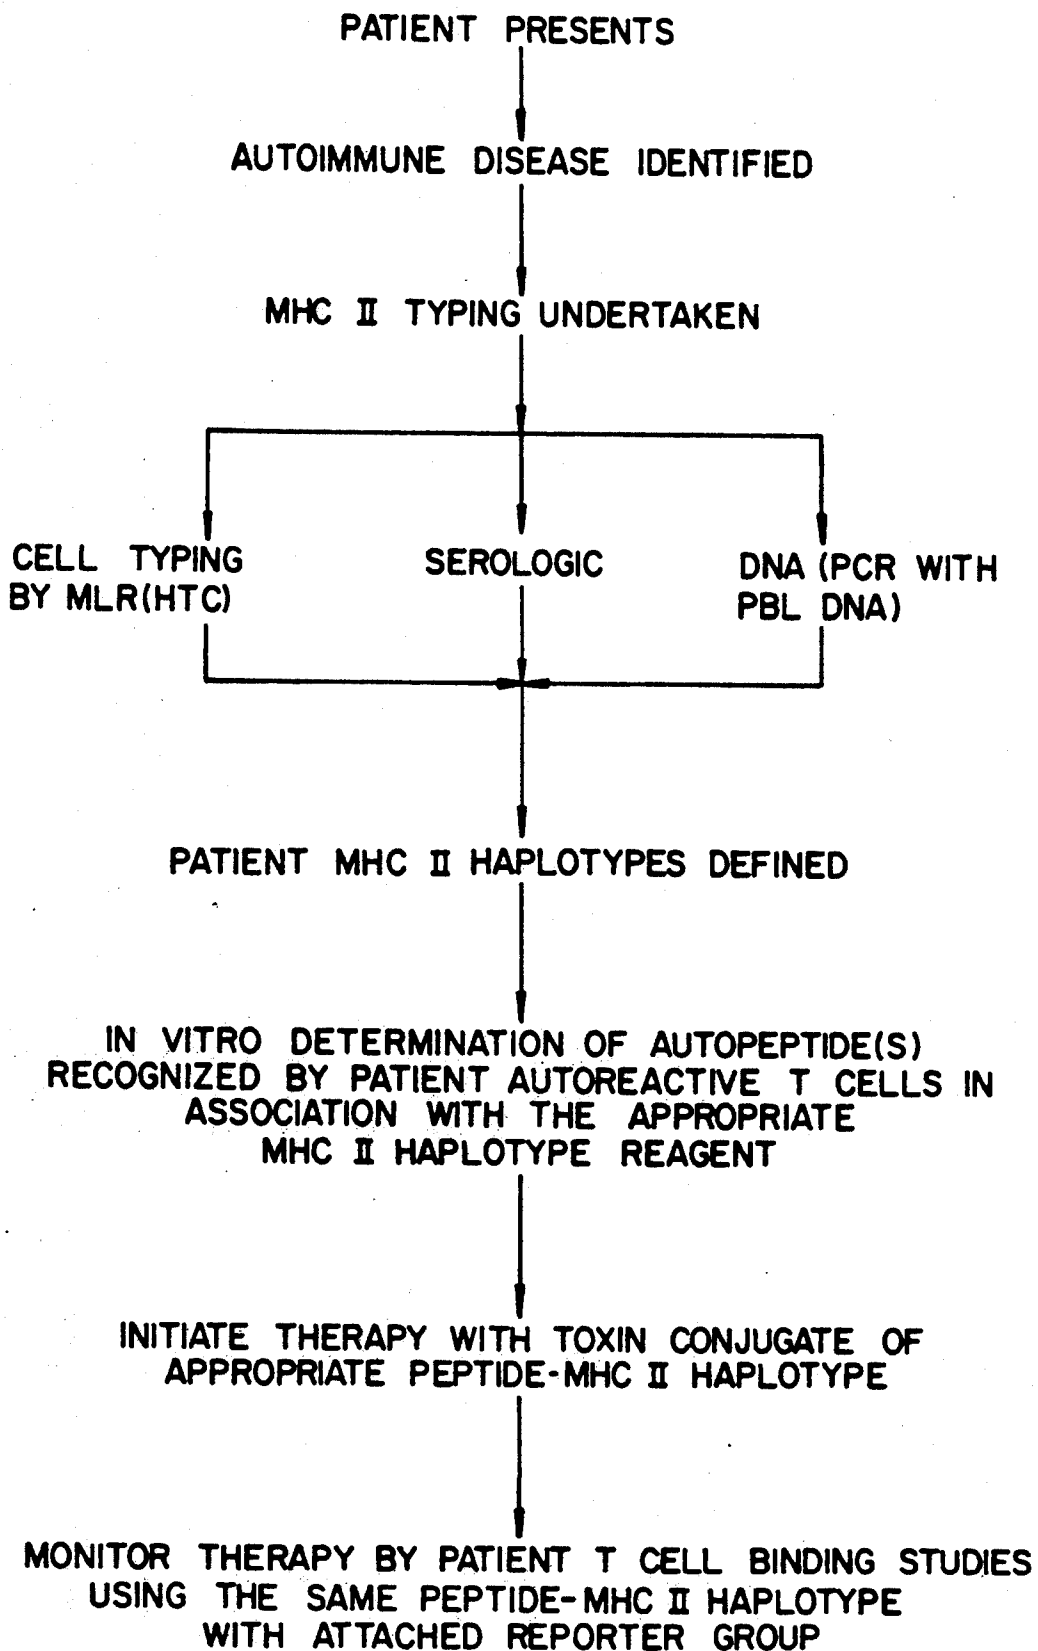 PATIENT PRESENTS
AUTOIMMUNE DISEASE IDENTIFIED
MHC II TYPING UNDERTAKEN
CELL TYPING
BY MLR(HTC)
SEROLOGIC
DNA (PCR WITH
PBL DNA)
PATIENT MHC II HAPLOTYPES DEFINED
IN VITRO DETERMINATION OF AUTOPEPTIDE(S)
RECOGNIZED BY PATIENT AUTOREACTIVE T CELLS IN
ASSOCIATION WITH THE APPROPRIATE
MHC II HAPLOTYPE REAGENT
INITIATE THERAPY WITH TOXIN CONJUGATE OF
APPROPRIATE PEPTIDE-MHC II HAPLOTYPE
MONITOR THERAPY BY PATIENT T CELL BINDING STUDIES
USING THE SAME PEPTIDE-MHC II HAPLOTYPE
WITH ATTACHED REPORTER GROUP